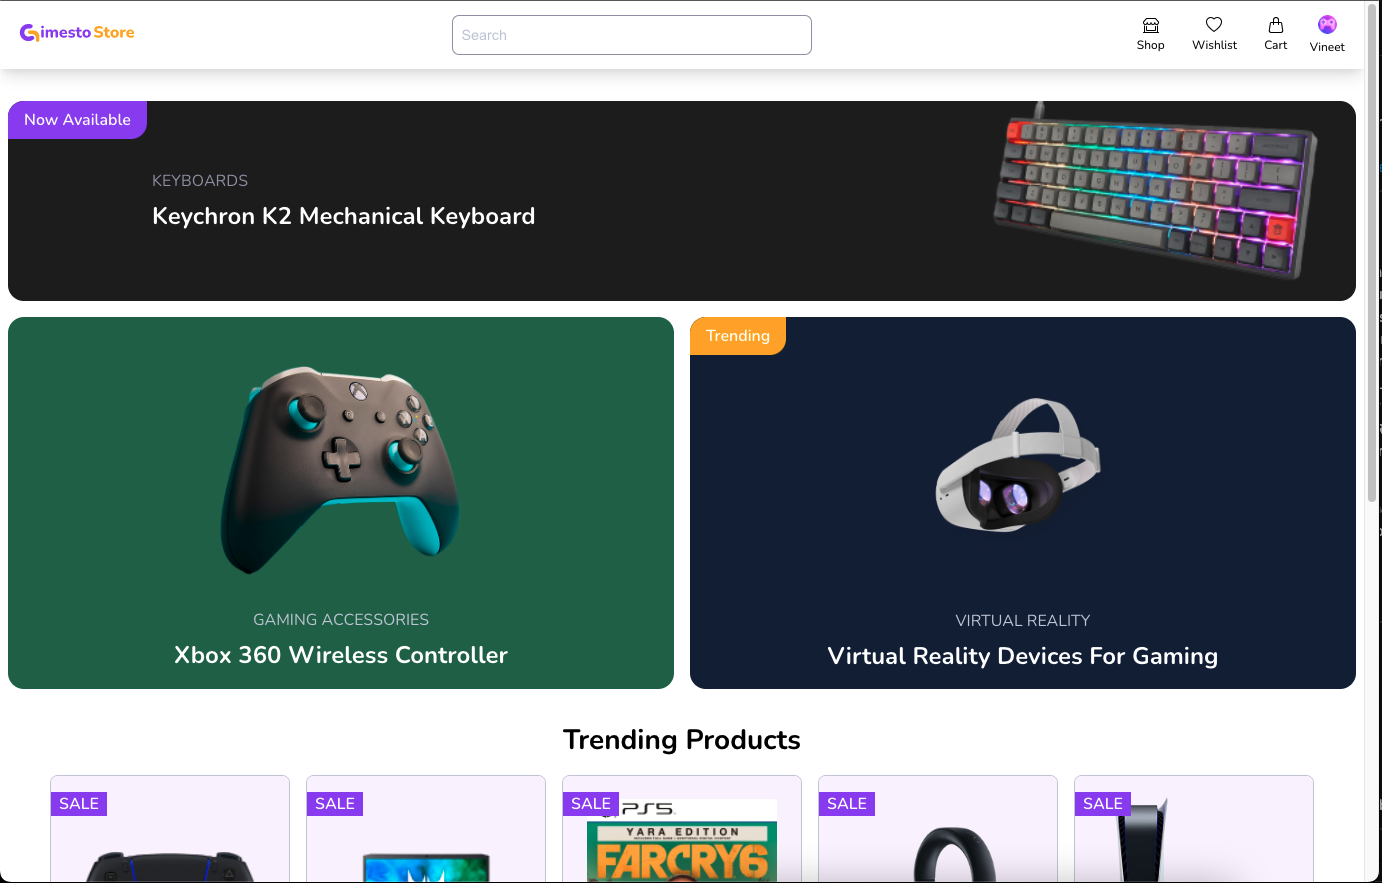 Gimesto Store
Search
Shop
Wishlist
Cart
Vineet
Now Available
KEYBOARDS
Keychron K2 Mechanical Keyboard
Trending
GAMING ACCESSORIES
Xbox 360 Wireless Controller
VIRTUAL REALITY
Virtual Reality Devices For Gaming
Trending Products
SALE
SALE
SALE
SALE
SALE
PS5
YARA EDITION
FARCRY6